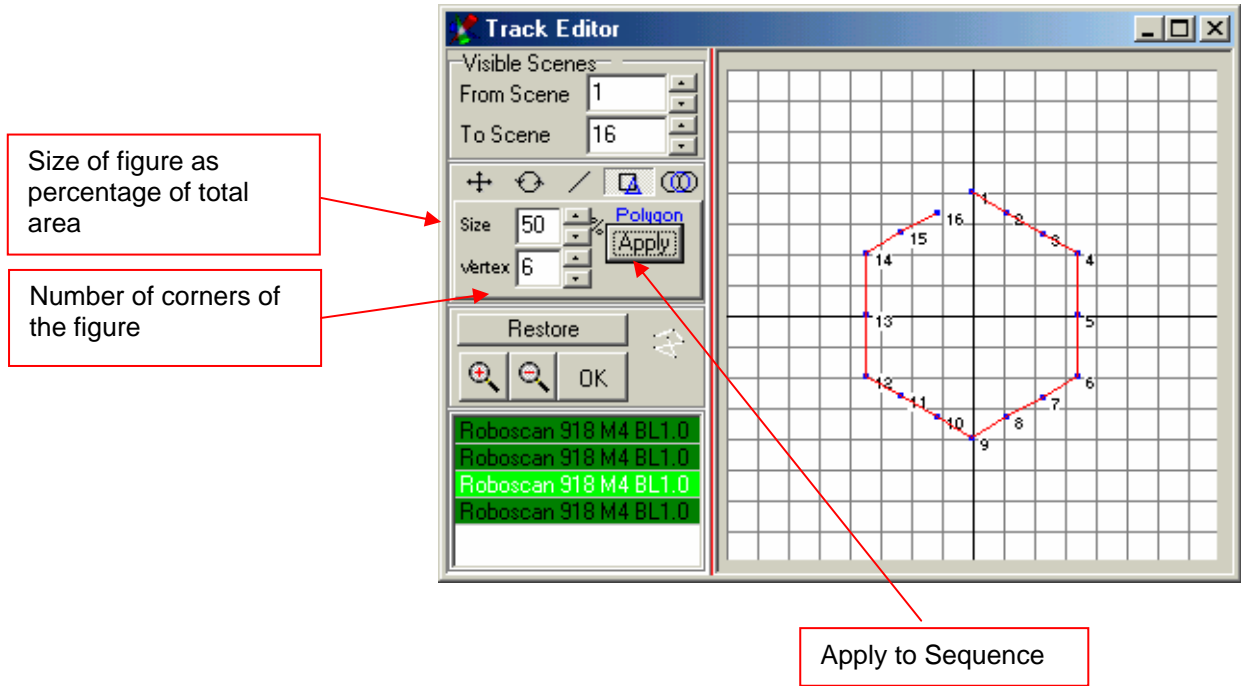 Track Editor
Visible Scenes
From Scene 1
To Scene 16
Size of figure as
percentage of total
area
Size 50 % Polygon
Apply
Vertex 6
Number of corners of
the figure
Restore
OK
Roboscan 918 M4 BL1.0
Roboscan 918 M4 BL1.0
Roboscan 918 M4 BL1.0
Roboscan 918 M4 BL1.0
1
2
3
4
5
6
7
8
9
10
11
12
13
14
15
16
Apply to Sequence